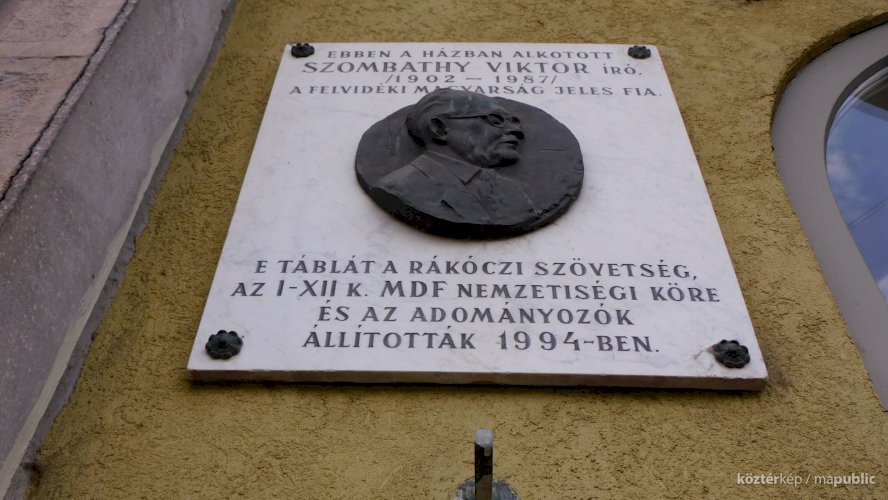 EBBEN A HÁZBAN ALKOTOTT
SZOMBATHY VIKTOR ÍRÓ,
/1902 – 1987/
A FELVIDÉKI MAGYARSÁG JELES FIA.
E TÁBLÁT A RÁKÓCZI SZÖVETSÉG,
AZ I-XII K. MDF NEMZETISÉGI KÖRE
ÉS AZ ADOMÁNYOZÓK
ÁLLÍTOTTÁK 1994-BEN.
köztérkép / mapublic